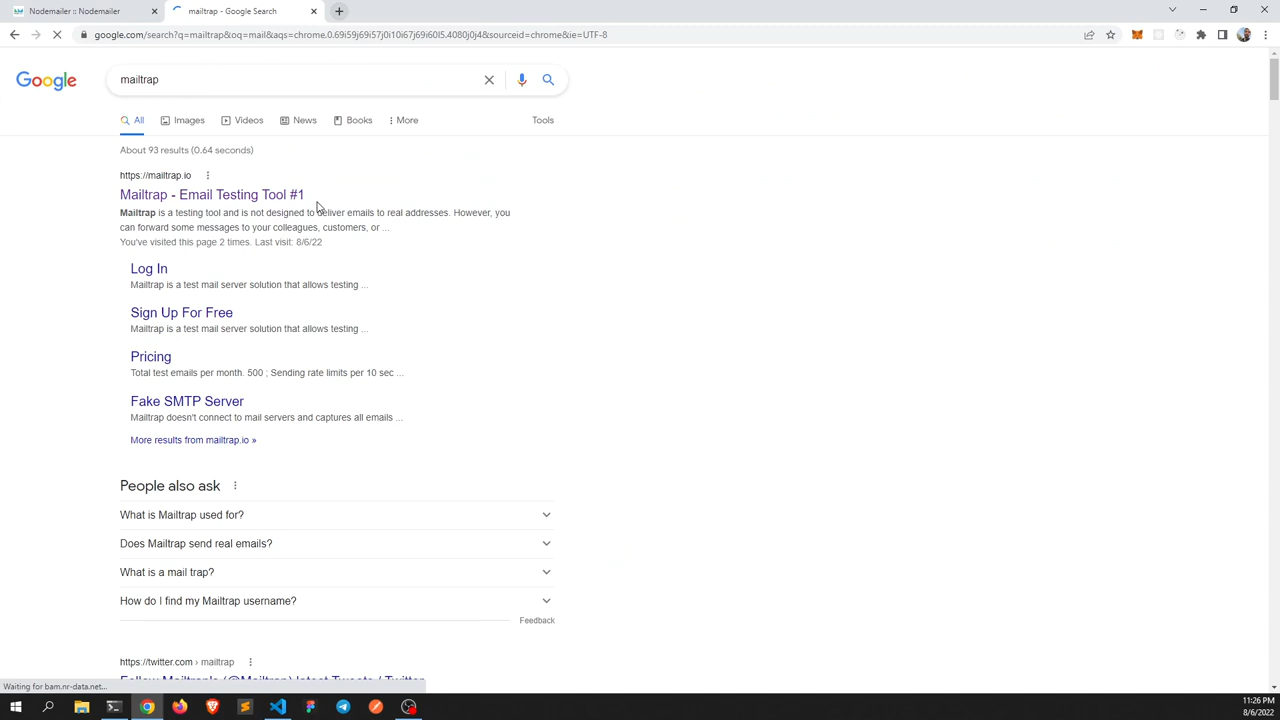 Nodemailer :: Nodemailer
mailtrap - Google Search
google.com/search?q=mailtrap&oq=mail&aqs=chrome.0.69i59j69i57j0i10i67j69i60l5.4080j0j4&sourceid=chrome&ie=UTF-8
Google
mailtrap
All
Images
Videos
News
Books
More
Tools
About 93 results (0.64 seconds)
https://mailtrap.io
Mailtrap - Email Testing Tool #1
Mailtrap is a testing tool and is not designed to deliver emails to real addresses. However, you
can forward some messages to your colleagues, customers, or ...
You've visited this page 2 times. Last visit: 8/6/22
Log In
Mailtrap is a test mail server solution that allows testing ...
Sign Up For Free
Mailtrap is a test mail server solution that allows testing ...
Pricing
Total test emails per month. 500 ; Sending rate limits per 10 sec ...
Fake SMTP Server
Mailtrap doesn't connect to mail servers and captures all emails ...
More results from mailtrap.io »
People also ask
What is Mailtrap used for?
Does Mailtrap send real emails?
What is a mail trap?
How do I find my Mailtrap username?
Feedback
https://twitter.com › mailtrap
Follow Mailtrap's (@Mailtrap) latest Tweets / Twitter
Waiting for bam.nr-data.net...
11:26 PM
8/6/2022